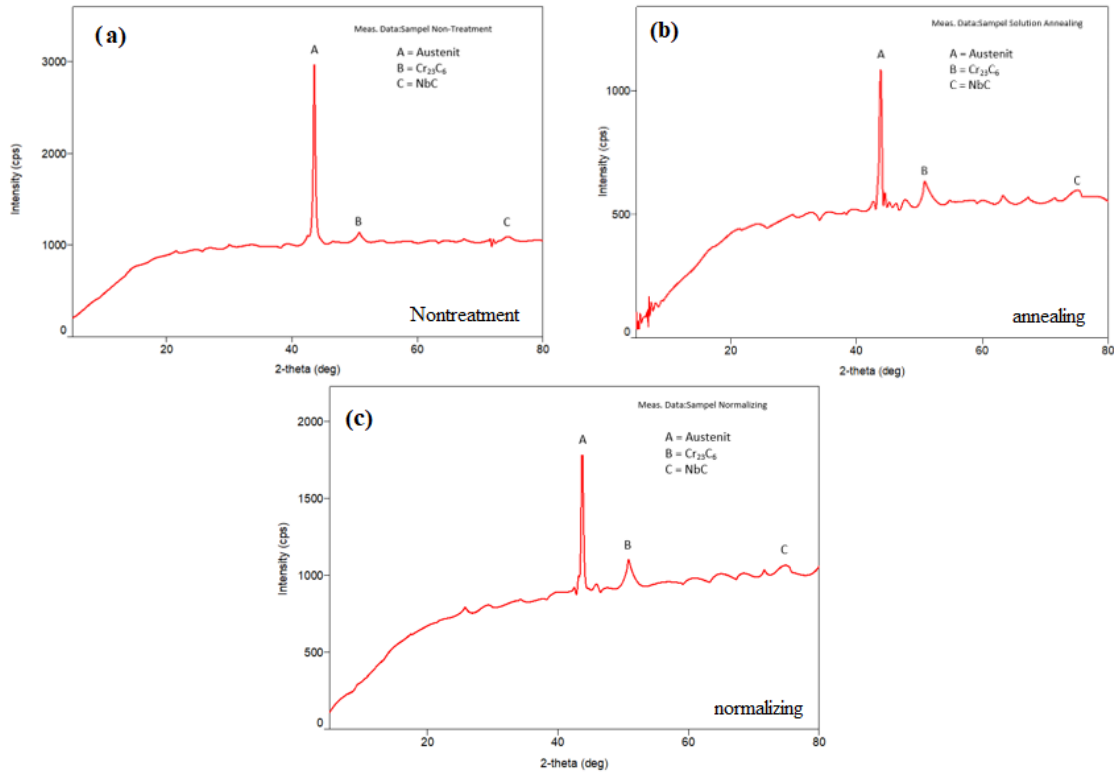 (a)
Meas. Data:Sampel Non-Treatment
A = Austenit
B = Cr₂₃C₆
C = NbC
A
B
C
3000
2000
1000
0
Intensity (cps)
20
40
60
80
2-theta (deg)
Nontreatment
(b)
Meas. Data:Sampel Solution Annealing
A = Austenit
B = Cr₂₃C₆
C = NbC
A
B
C
1000
500
0
Intensity (cps)
20
40
60
80
2-theta (deg)
annealing
(c)
Meas. Data:Sampel Normalizing
A = Austenit
B = Cr₂₃C₆
C = NbC
A
B
C
2000
1500
1000
500
0
Intensity (cps)
20
40
60
80
2-theta (deg)
normalizing